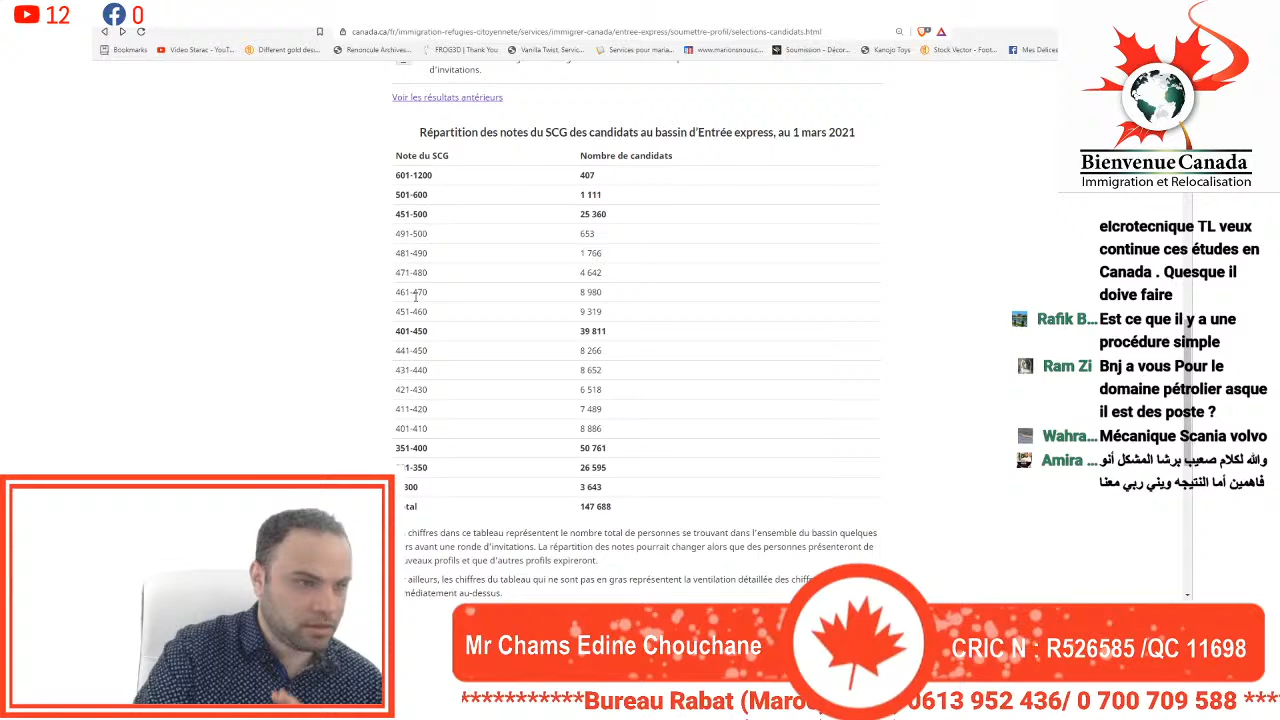 12
0
canada.ca/fr/immigration-refugies-citoyennete/services/immigrer-canada/entree-express/soumettre-profil/selections-candidats.html
Bookmarks Video Starac - YouT... Different gold des... Renoncule Archives... FROG3D | Thank You Vanilla Twist, Servic... Services pour maria... www.marionsnous.c... Soumission - Décor... Kanojo Toys Stock Vector - Foot... Mes Délices
d'invitations.
Voir les résultats antérieurs
Répartition des notes du SCG des candidats au bassin d'Entrée express, au 1 mars 2021
Note du SCG Nombre de candidats
601-1200 407
501-600 1 111
451-500 25 360
491-500 653
481-490 1 766
471-480 4 642
461-470 8 980
451-460 9 319
401-450 39 811
441-450 8 266
431-440 8 652
421-430 6 518
411-420 7 489
401-410 8 886
351-400 50 761
1-350 26 595
300 3 643
otal 147 688
chiffres dans ce tableau représentent le nombre total de personnes se trouvant dans l'ensemble du bassin quelques
rs avant une ronde d'invitations. La répartition des notes pourrait changer alors que des personnes présenteront de
uveaux profils et que d'autres profils expireront.
ailleurs, les chiffres du tableau qui ne sont pas en gras représentent la ventilation détaillée des chiff
médiatement au-dessus.
Bienvenue Canada
Immigration et Relocalisation
elcrotecnique TL veux
continue ces études en
Canada . Quesque il
doive faire
Rafik B... Est ce que il y a une
procédure simple
Ram Zi Bnj a vous Pour le
domaine pétrolier asque
il est des poste ?
Wahra... Mécanique Scania volvo
Amira ... والله لكلام صعيب برشا المشكل أنو
فاهمين أما النتيجه ويني ربي معنا
Mr Chams Edine Chouchane
CRIC N : R526585 /QC 11698
***********Bureau Rabat (Maroc 0613 952 436/ 0 700 709 588 ****